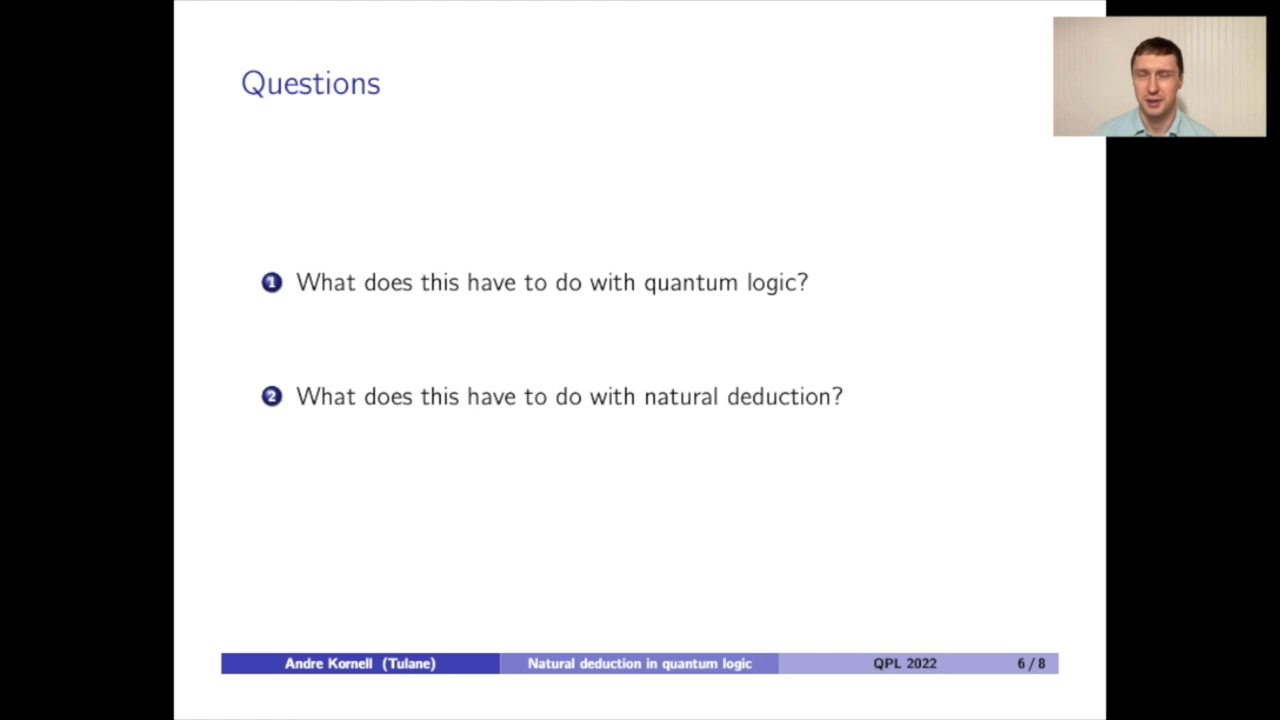 Questions
1 What does this have to do with quantum logic?
2 What does this have to do with natural deduction?
Andre Kornell (Tulane) Natural deduction in quantum logic QPL 2022 6 / 8